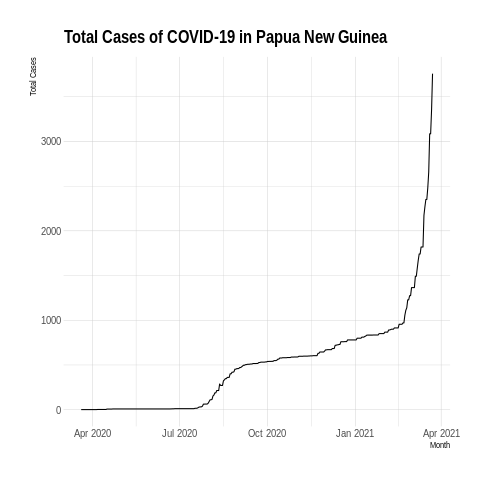 Total Cases of COVID-19 in Papua New Guinea
Total Cases
3000
2000
1000
0
Apr 2020 Jul 2020 Oct 2020 Jan 2021 Apr 2021
Month